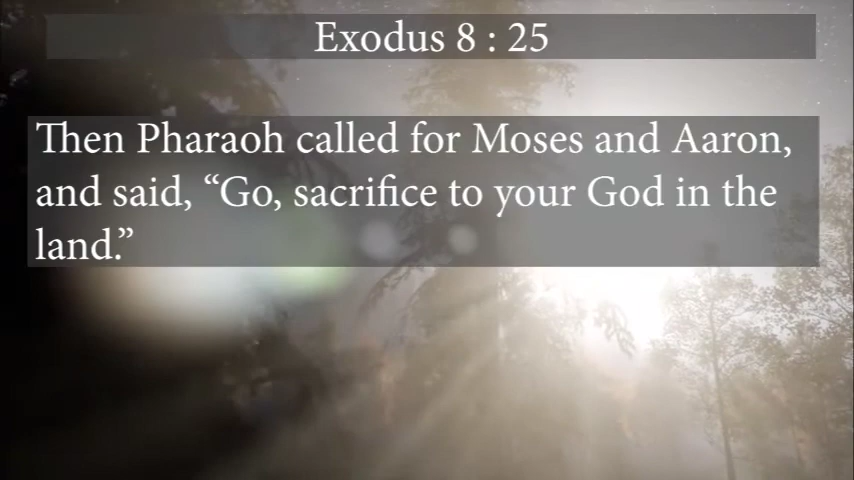 Exodus 8 : 25
Then Pharaoh called for Moses and Aaron,
and said, “Go, sacrifice to your God in the
land.”